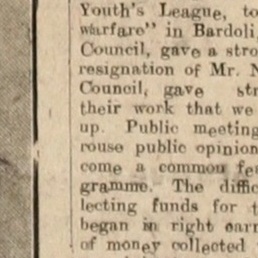 Youth's League, to
warfare" in Bardoli,
Council, gave a stro
resignation of Mr. N
Council, gave str
their work that we
up. Public meeting
rouse public opinion
come a common fe
gramme. The diffic
lecting funds for t
began in right earn
of money collected